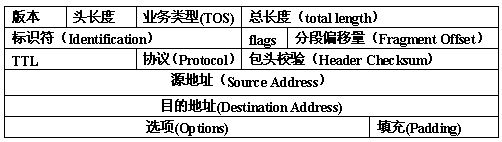 版本 头长度 业务类型(TOS) 总长度（total length）
标识符（Identification） flags 分段偏移量（Fragment Offset）
TTL 协议（Protocol） 包头校验（Header Checksum）
源地址（Source Address）
目的地址(Destination Address)
选项(Options) 填充(Padding)